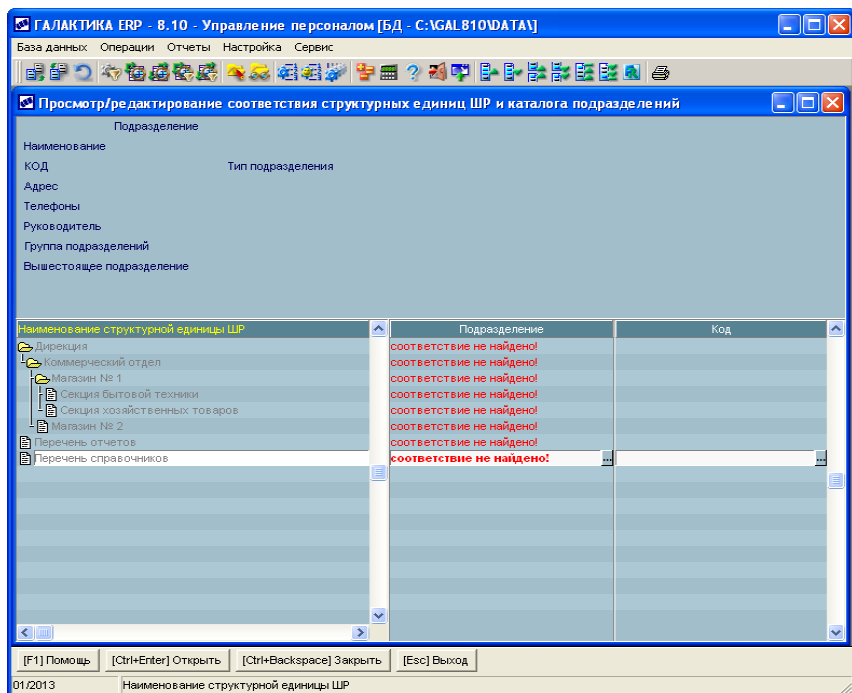 ГАЛАКТИКА ERP - 8.10 - Управление персоналом [БД - C:\GAL810\DATA\]
База данных Операции Отчеты Настройка Сервис
Просмотр/редактирование соответствия структурных единиц ШР и каталога подразделений
Подразделение
Наименование
КОД Тип подразделения
Адрес
Телефоны
Руководитель
Группа подразделений
Вышестоящее подразделение
Наименование структурной единицы ШР Подразделение Код
Дирекция соответствие не найдено!
Коммерческий отдел соответствие не найдено!
Магазин № 1 соответствие не найдено!
Секция бытовой техники соответствие не найдено!
Секция хозяйственных товаров соответствие не найдено!
Магазин № 2 соответствие не найдено!
Перечень отчетов соответствие не найдено!
Перечень справочников соответствие не найдено! ... ...
[F1] Помощь [Ctrl+Enter] Открыть [Ctrl+Backspace] Закрыть [Esc] Выход
01/2013 Наименование структурной единицы ШР